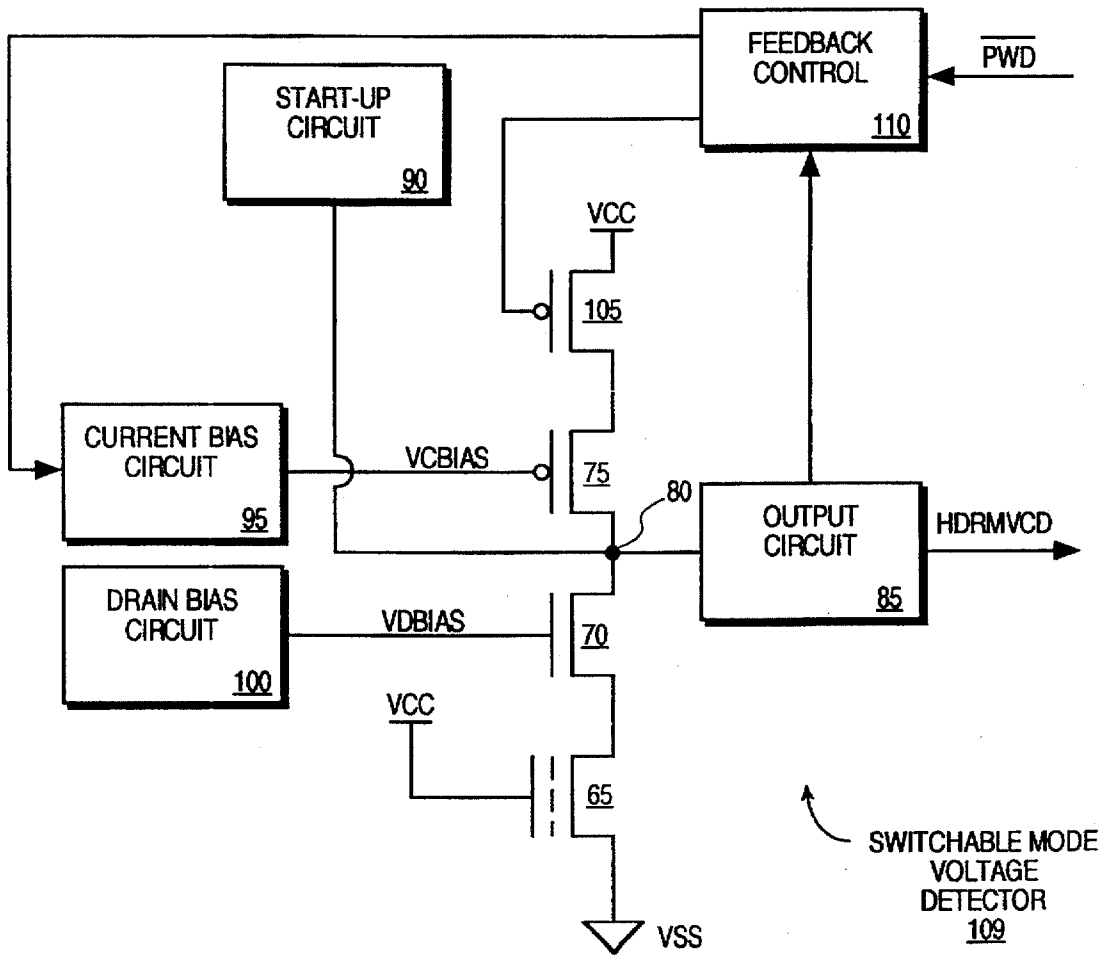 FEEDBACK
CONTROL
110
PWD
START-UP
CIRCUIT
90
VCC
105
CURRENT BIAS
CIRCUIT
95
VCBIAS
75
80
OUTPUT
CIRCUIT
85
HDRMVCD
DRAIN BIAS
CIRCUIT
100
VDBIAS
70
VCC
65
SWITCHABLE MODE
VOLTAGE
DETECTOR
109
VSS